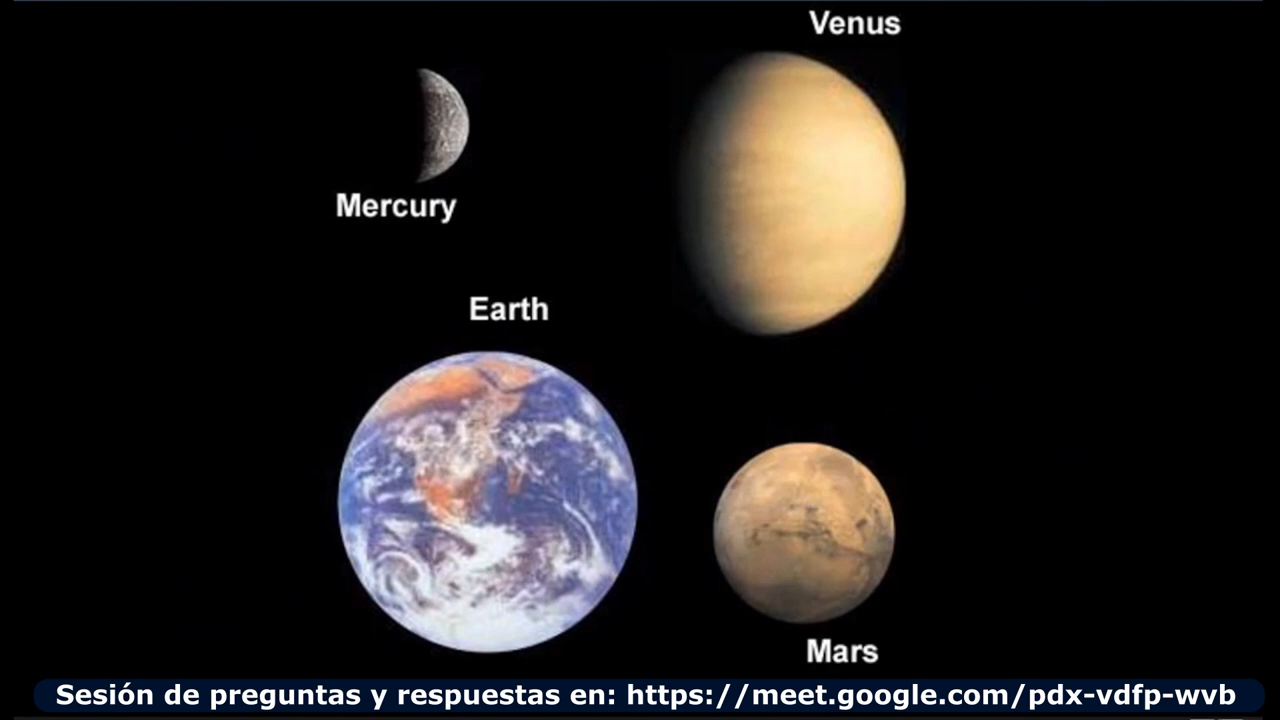 Venus
Mercury
Earth
Mars
Sesión de preguntas y respuestas en: https://meet.google.com/pdx-vdfp-wvb